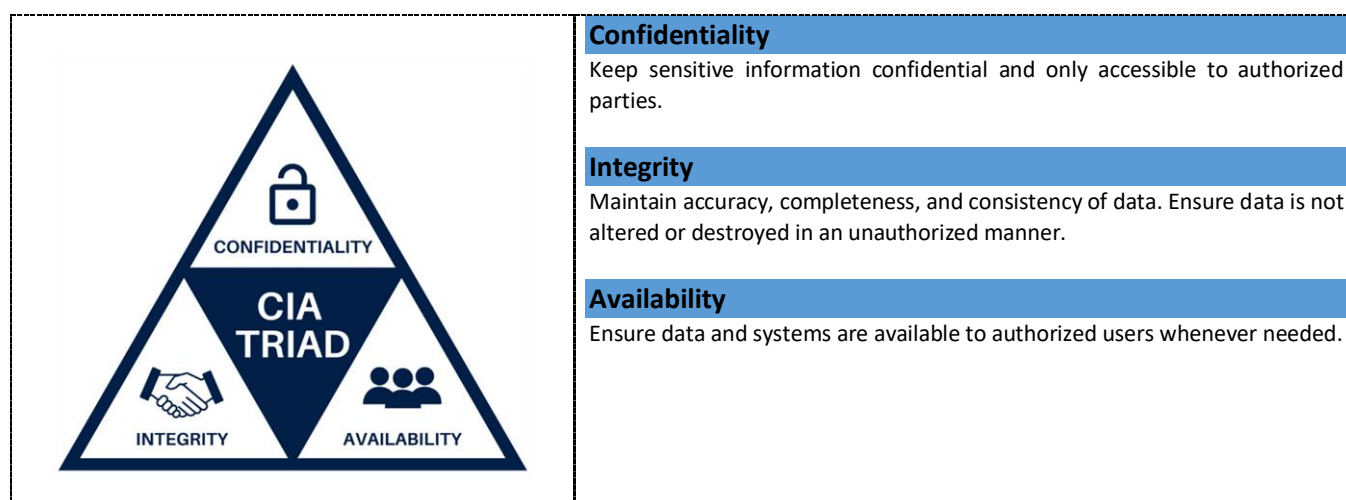 CONFIDENTIALITY
CIA
TRIAD
INTEGRITY
AVAILABILITY
Confidentiality
Keep sensitive information confidential and only accessible to authorized
parties.
Integrity
Maintain accuracy, completeness, and consistency of data. Ensure data is not
altered or destroyed in an unauthorized manner.
Availability
Ensure data and systems are available to authorized users whenever needed.